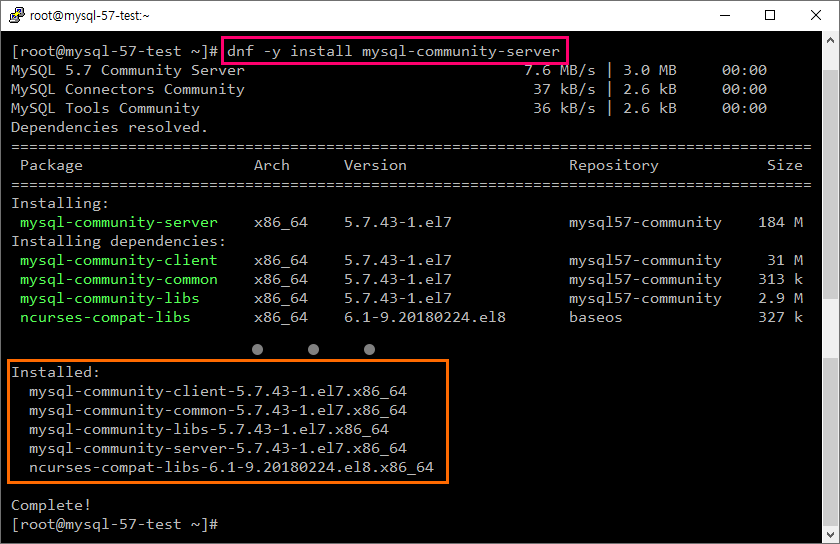 root@mysql-57-test:~
[root@mysql-57-test ~]# dnf -y install mysql-community-server
MySQL 5.7 Community Server                               7.6 MB/s | 3.0 MB     00:00
MySQL Connectors Community                                37 kB/s | 2.6 kB     00:00
MySQL Tools Community                                     36 kB/s | 2.6 kB     00:00
Dependencies resolved.
=========================================================================================
 Package                   Arch      Version                  Repository            Size
=========================================================================================
Installing:
 mysql-community-server    x86_64    5.7.43-1.el7             mysql57-community    184 M
Installing dependencies:
 mysql-community-client    x86_64    5.7.43-1.el7             mysql57-community     31 M
 mysql-community-common    x86_64    5.7.43-1.el7             mysql57-community    313 k
 mysql-community-libs      x86_64    5.7.43-1.el7             mysql57-community    2.9 M
 ncurses-compat-libs       x86_64    6.1-9.20180224.el8       baseos               327 k
Installed:
  mysql-community-client-5.7.43-1.el7.x86_64
  mysql-community-common-5.7.43-1.el7.x86_64
  mysql-community-libs-5.7.43-1.el7.x86_64
  mysql-community-server-5.7.43-1.el7.x86_64
  ncurses-compat-libs-6.1-9.20180224.el8.x86_64
Complete!
[root@mysql-57-test ~]#